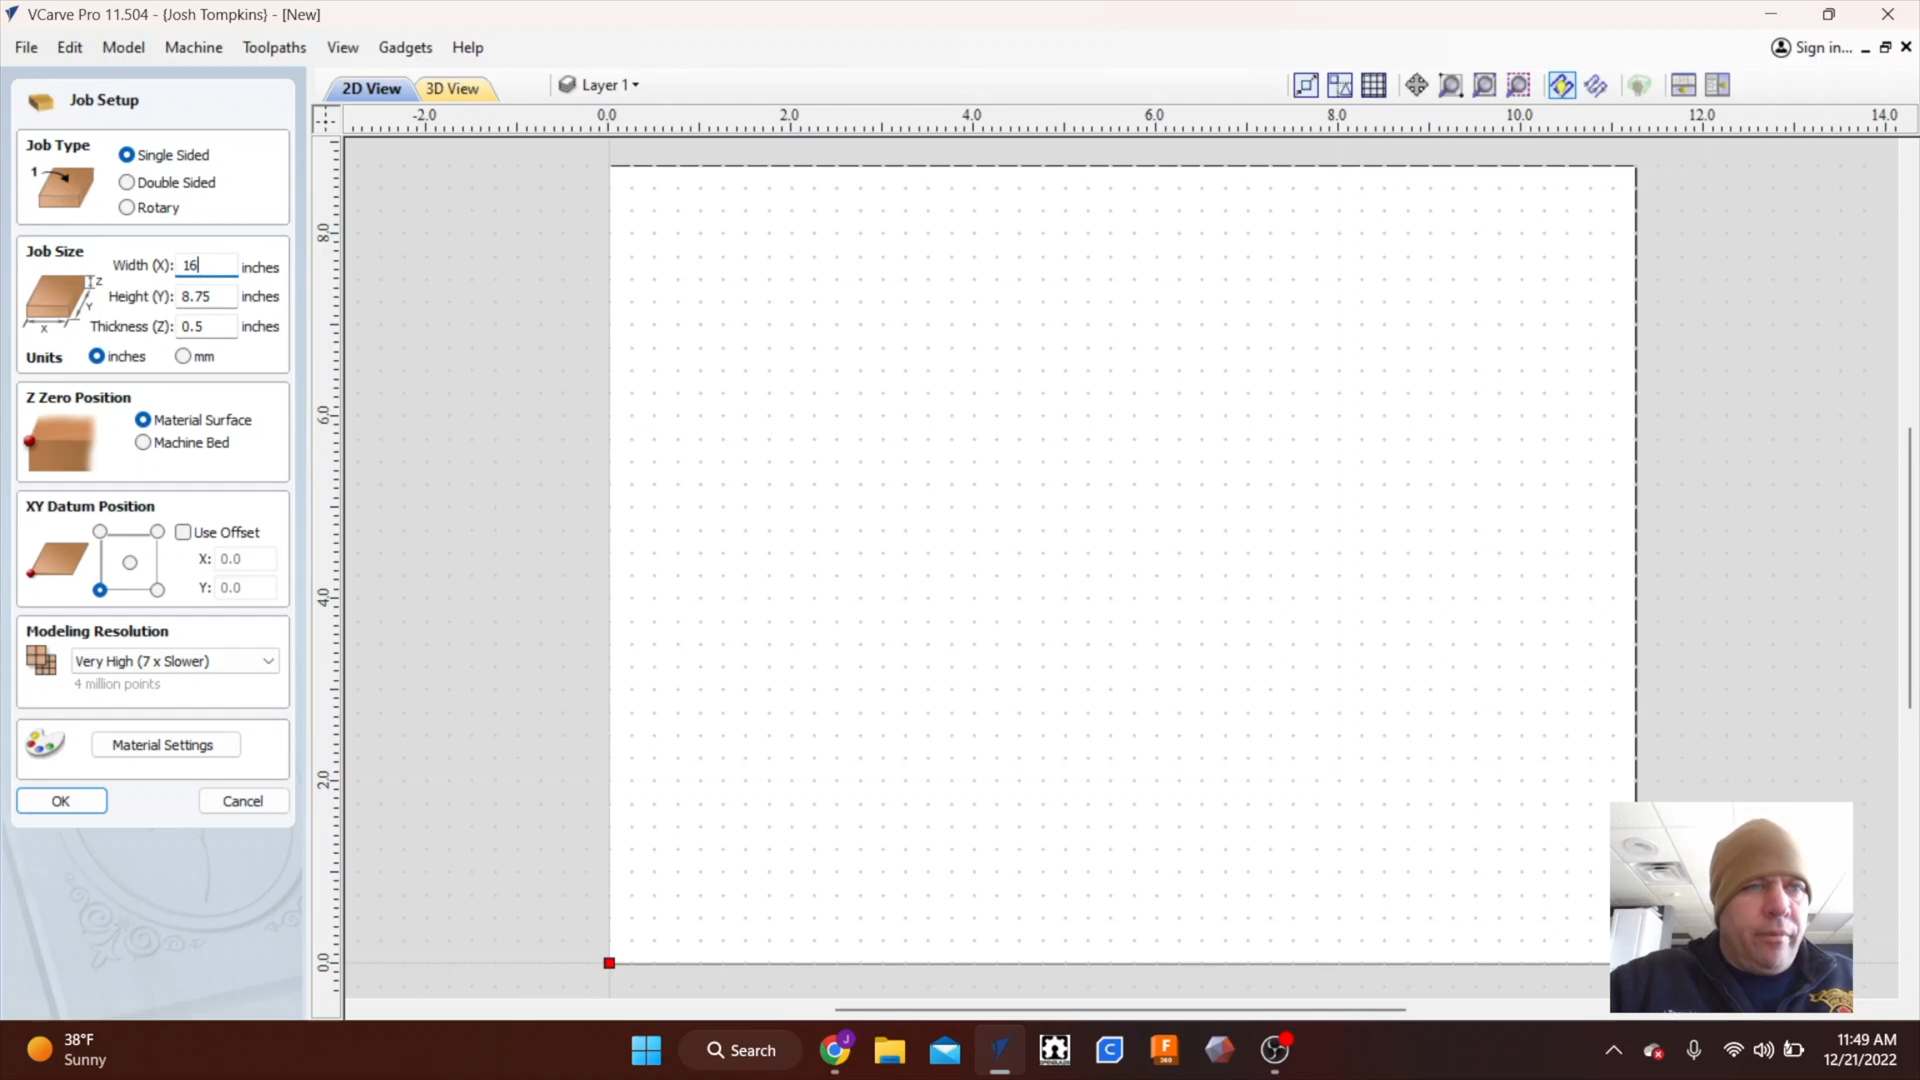 VCarve Pro 11.504 - {Josh Tompkins} - [New]
File Edit Model Machine Toolpaths View Gadgets Help
Sign in...
Job Setup
2D View 3D View
Layer 1
-2.0 0.0 2.0 4.0 6.0 8.0 10.0 12.0 14.0
Job Type
1
Single Sided
Double Sided
Rotary
Job Size
Width (X): 16 inches
Z
Height (Y): 8.75 inches
Y
Thickness (Z): 0.5 inches
X
Units inches mm
Z Zero Position
Material Surface
Machine Bed
XY Datum Position
Use Offset
X: 0.0
Y: 0.0
Modeling Resolution
Very High (7 x Slower)
4 million points
Material Settings
OK Cancel
8.0
6.0
4.0
2.0
0.0
38°F
Sunny
Search
J
F
360
11:49 AM
12/21/2022